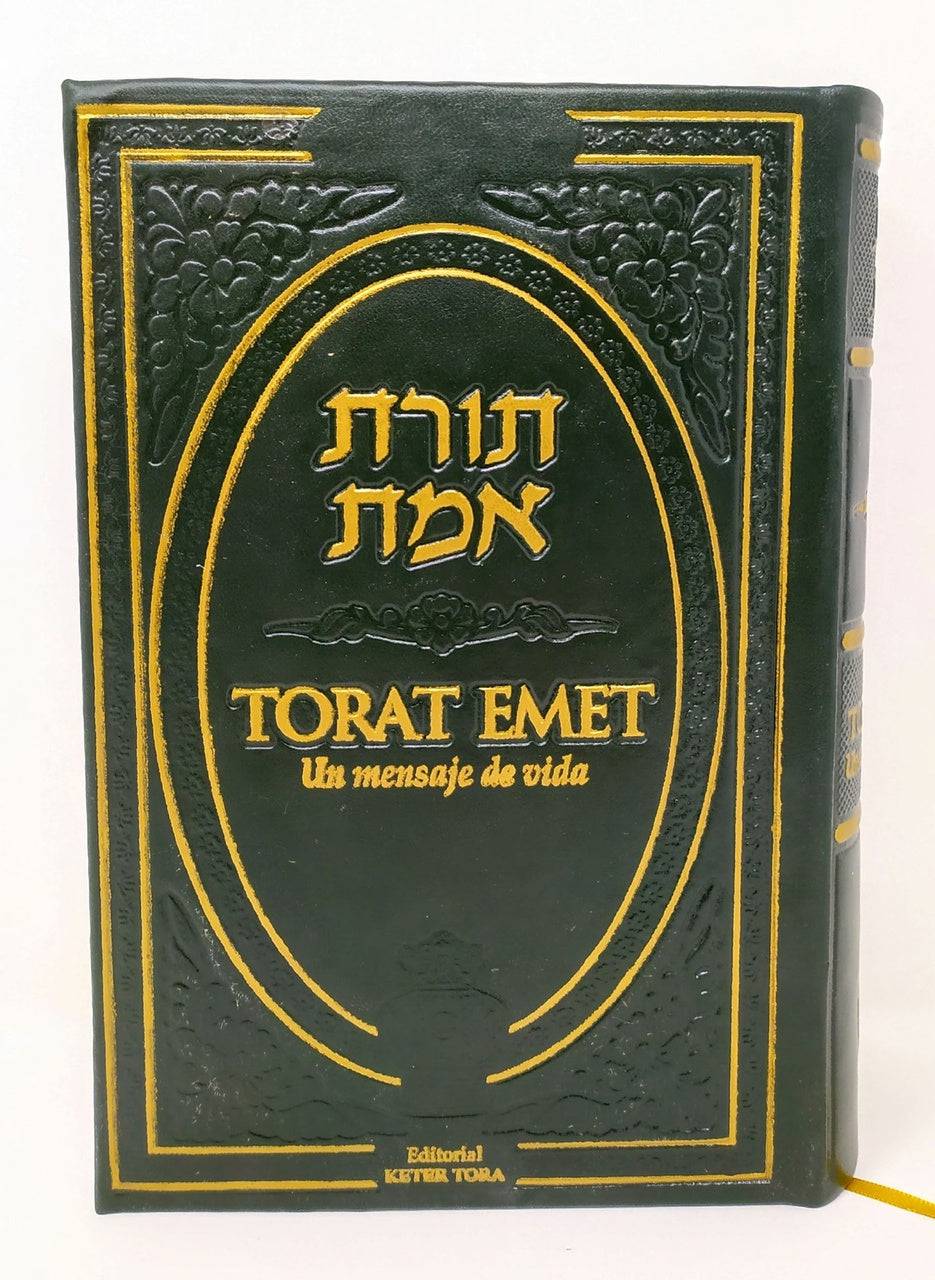 תורת
אמת
TORAT EMET
Un mensaje de vida
Editorial
KETER TORA